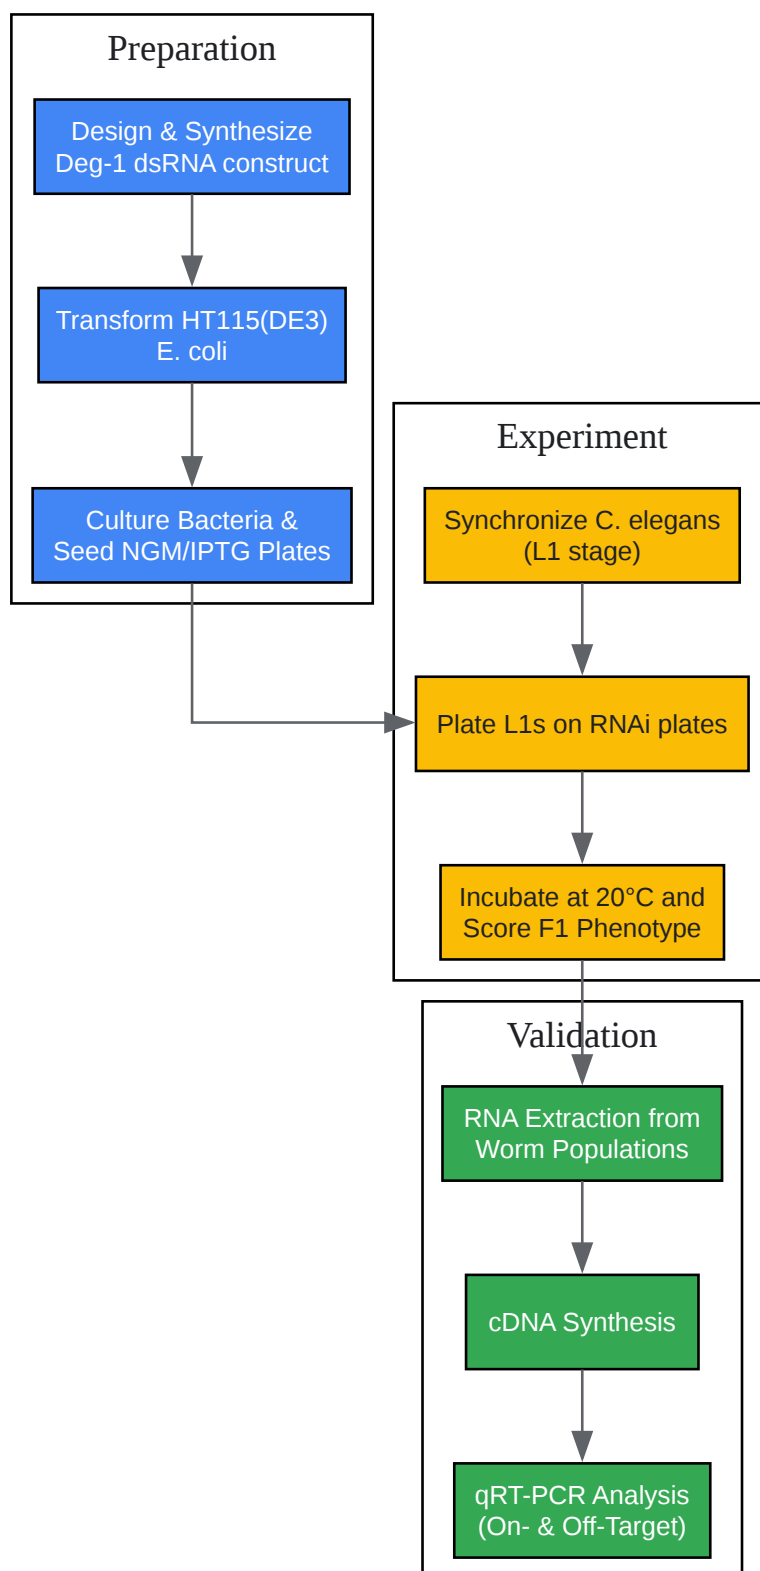 Preparation
Design & Synthesize
Deg-1 dsRNA construct
Transform HT115(DE3)
E. coli
Culture Bacteria &
Seed NGM/IPTG Plates
Experiment
Synchronize C. elegans
(L1 stage)
Plate L1s on RNAi plates
Incubate at 20°C and
Score F1 Phenotype
Validation
RNA Extraction from
Worm Populations
cDNA Synthesis
qRT-PCR Analysis
(On- & Off-Target)